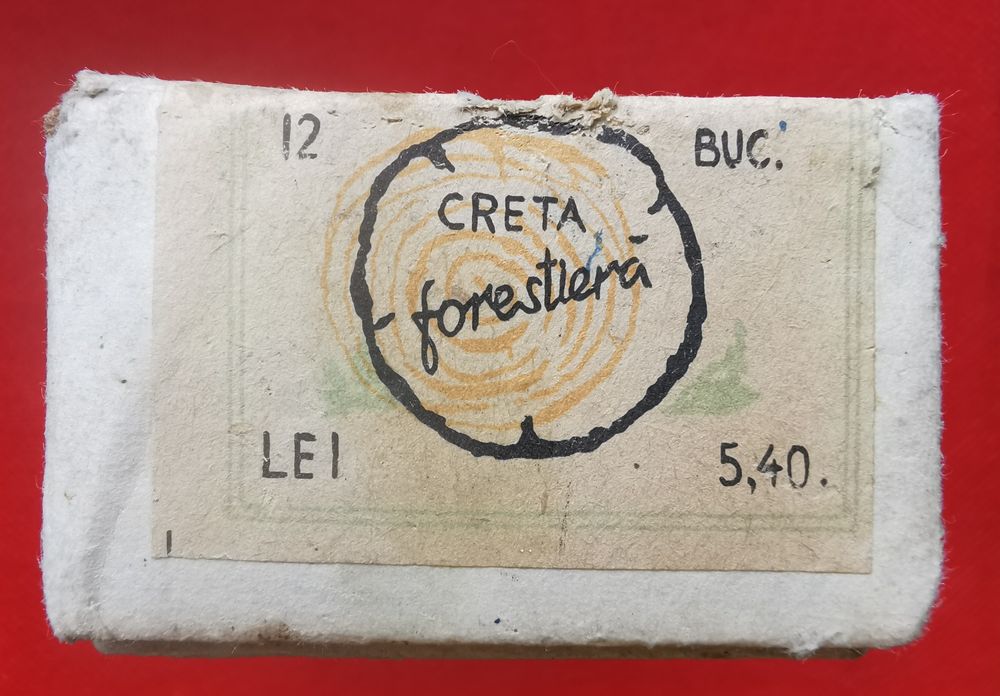 12 BUC.
CRETA
forestieră
LEI 5,40.